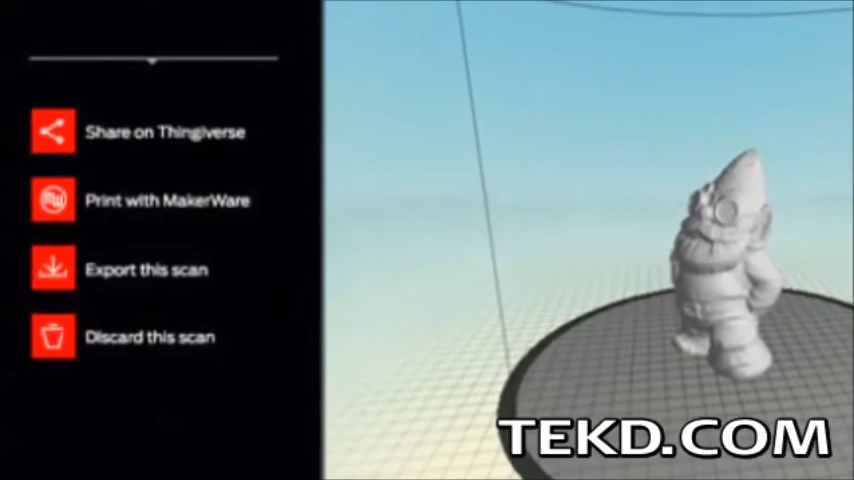 Share on Thingiverse
Print with MakerWare
Export this scan
Discard this scan
TEKD.COM